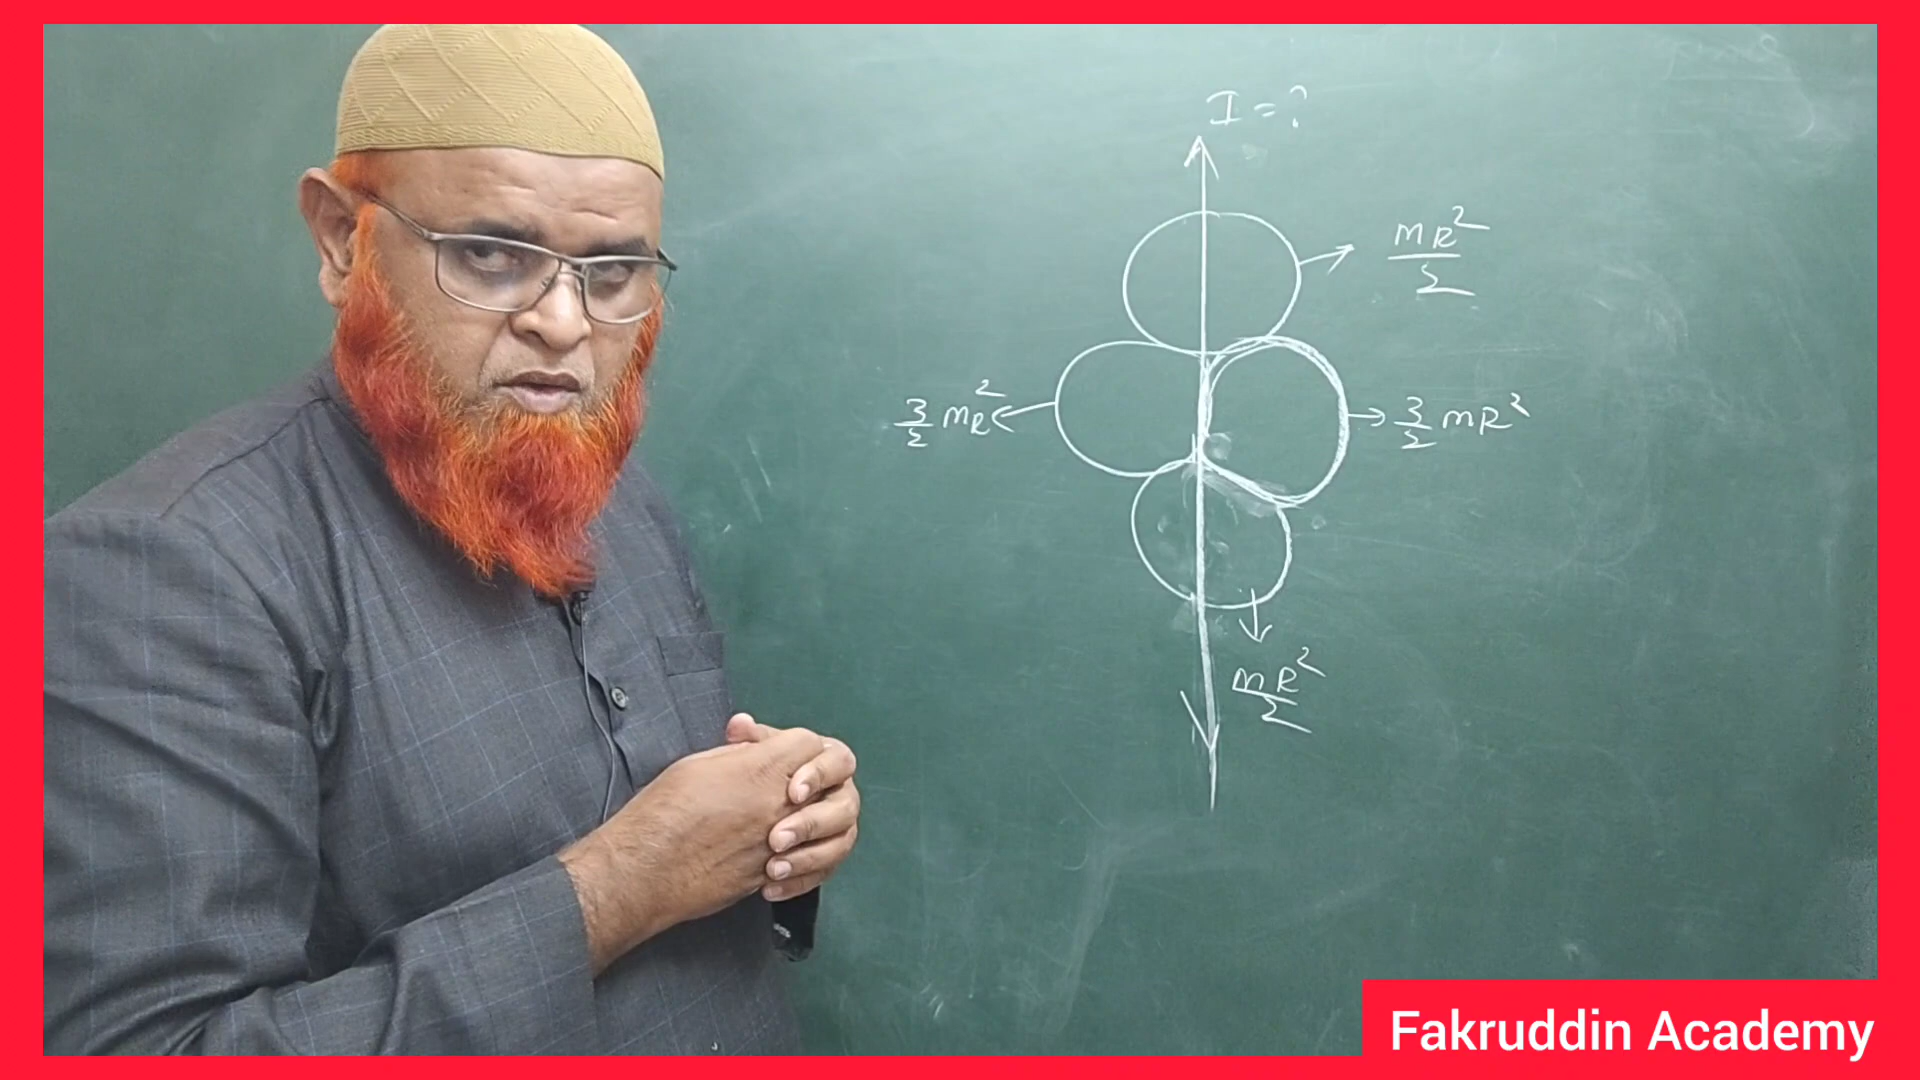 I = ?
mR²/2
3/2 mR²
3/2 mR²
mR²/2
Fakruddin Academy